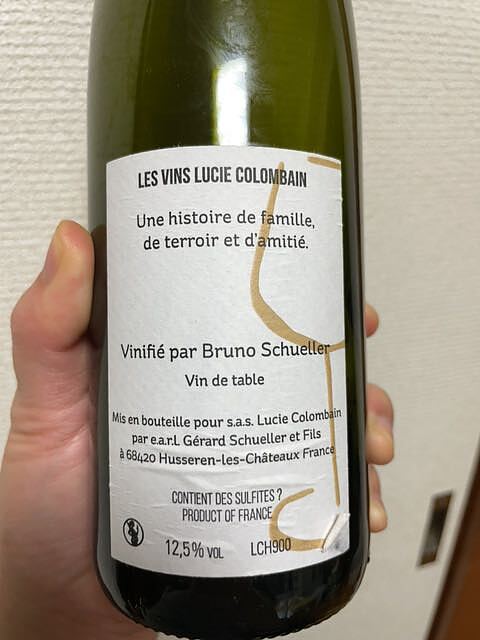 LES VINS LUCIE COLOMBAIN
Une histoire de famille,
de terroir et d'amitié.
Vinifié par Bruno Schueller
Vin de table
Mis en bouteille pour s.a.s. Lucie Colombain
par e.a.r.l. Gérard Schueller et Fils
à 68420 Husseren-les-Châteaux France
CONTIENT DES SULFITES ?
PRODUCT OF FRANCE
12,5% VOL LCH900